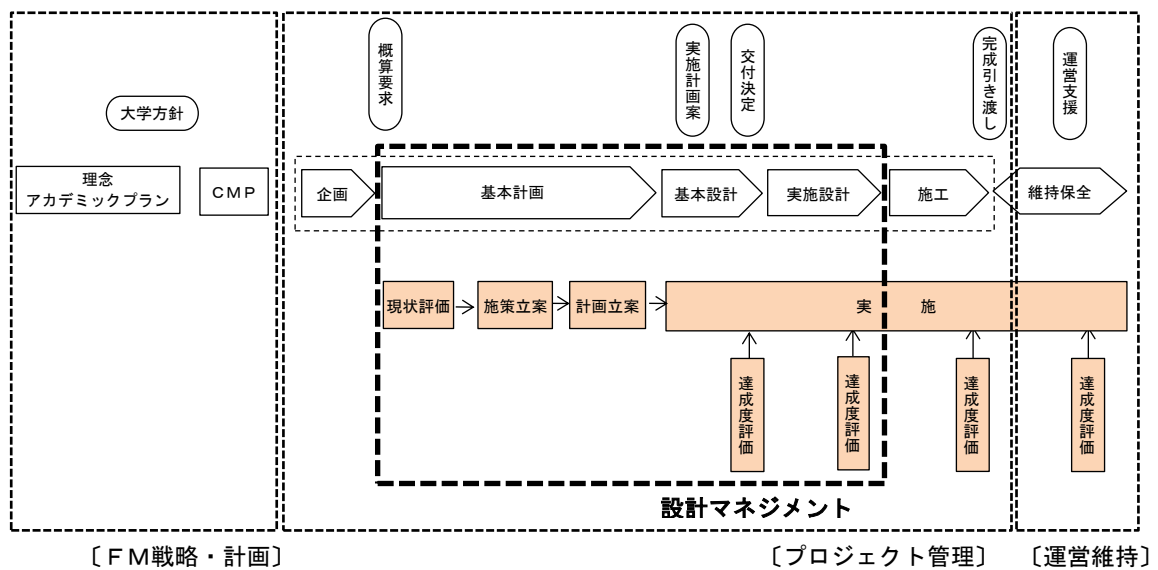 概算要求
実施計画案
交付決定
完成引き渡し
運営支援
大学方針
理念
アカデミックプラン
ＣＭＰ
企画
基本計画
基本設計
実施設計
施工
維持保全
現状評価
施策立案
計画立案
実　　施
達成度評価
達成度評価
達成度評価
達成度評価
設計マネジメント
〔ＦＭ戦略・計画〕
〔プロジェクト管理〕
〔運営維持〕